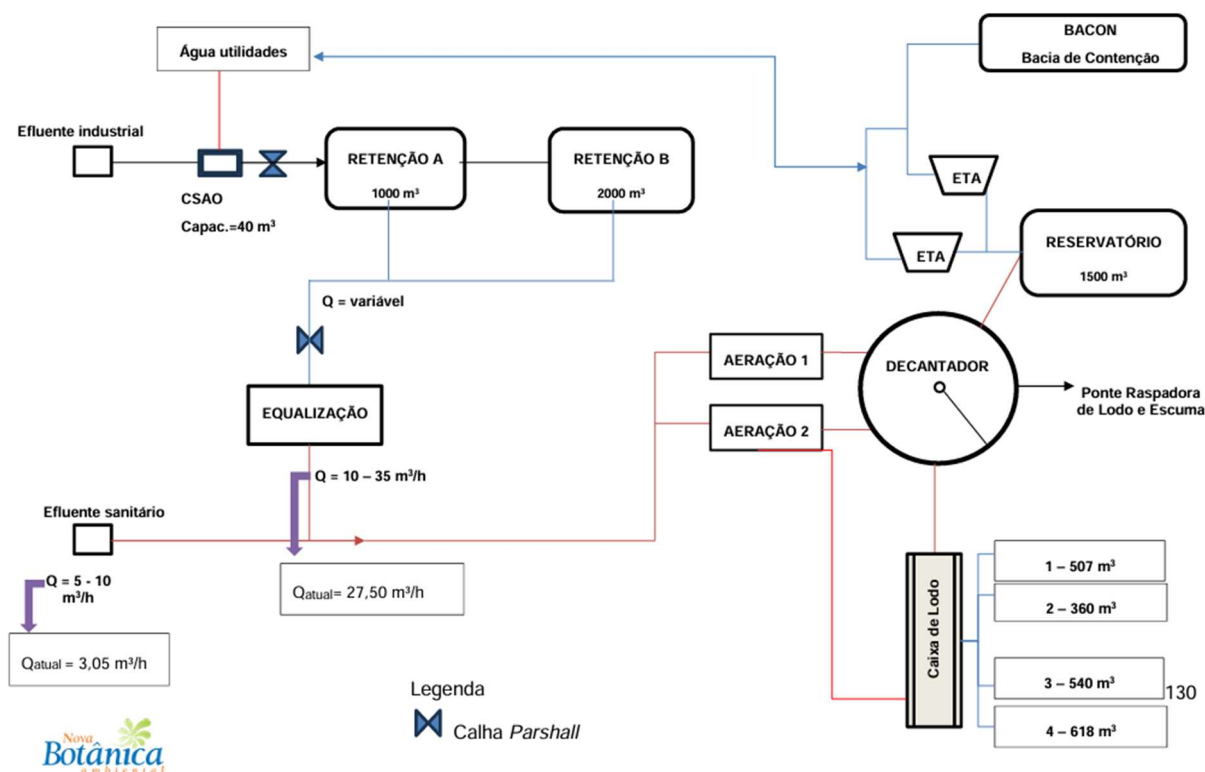 Água utilidades
BACON
Bacia de Contenção
Efluente industrial
RETENÇÃO A
1000 m³
RETENÇÃO B
2000 m³
CSAO
Capac.=40 m³
ETA
ETA
RESERVATÓRIO
1500 m³
Q = variável
EQUALIZAÇÃO
AERAÇÃO 1
AERAÇÃO 2
DECANTADOR
Ponte Raspadora
de Lodo e Escuma
Q = 10 – 35 m³/h
Efluente sanitário
Q = 5 - 10
m³/h
Qatual= 27,50 m³/h
Qatual = 3,05 m³/h
Caixa de Lodo
1 – 507 m³
2 – 360 m³
3 – 540 m³
4 – 618 m³
130
Legenda
Calha Parshall
Nova
Botânica
ambiental